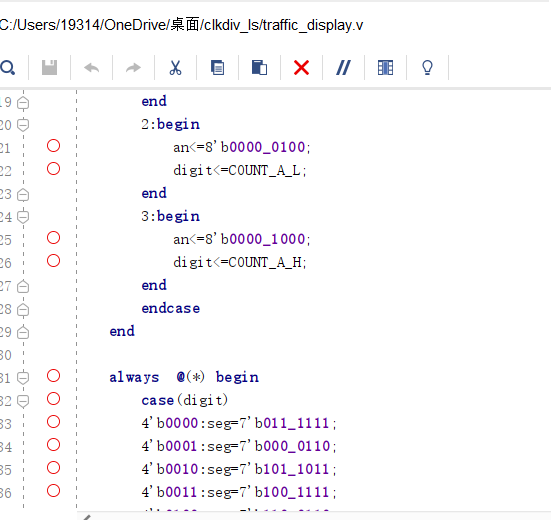 C:/Users/19314/OneDrive/桌面/clkdiv_ls/traffic_display.v
19 end
20 2:begin
21 an<=8'b0000_0100;
22 digit<=COUNT_A_L;
23 end
24 3:begin
25 an<=8'b0000_1000;
26 digit<=COUNT_A_H;
27 end
28 endcase
29 end
30
31 always @(*) begin
32 case(digit)
33 4'b0000:seg=7'b011_1111;
34 4'b0001:seg=7'b000_0110;
35 4'b0010:seg=7'b101_1011;
36 4'b0011:seg=7'b100_1111;